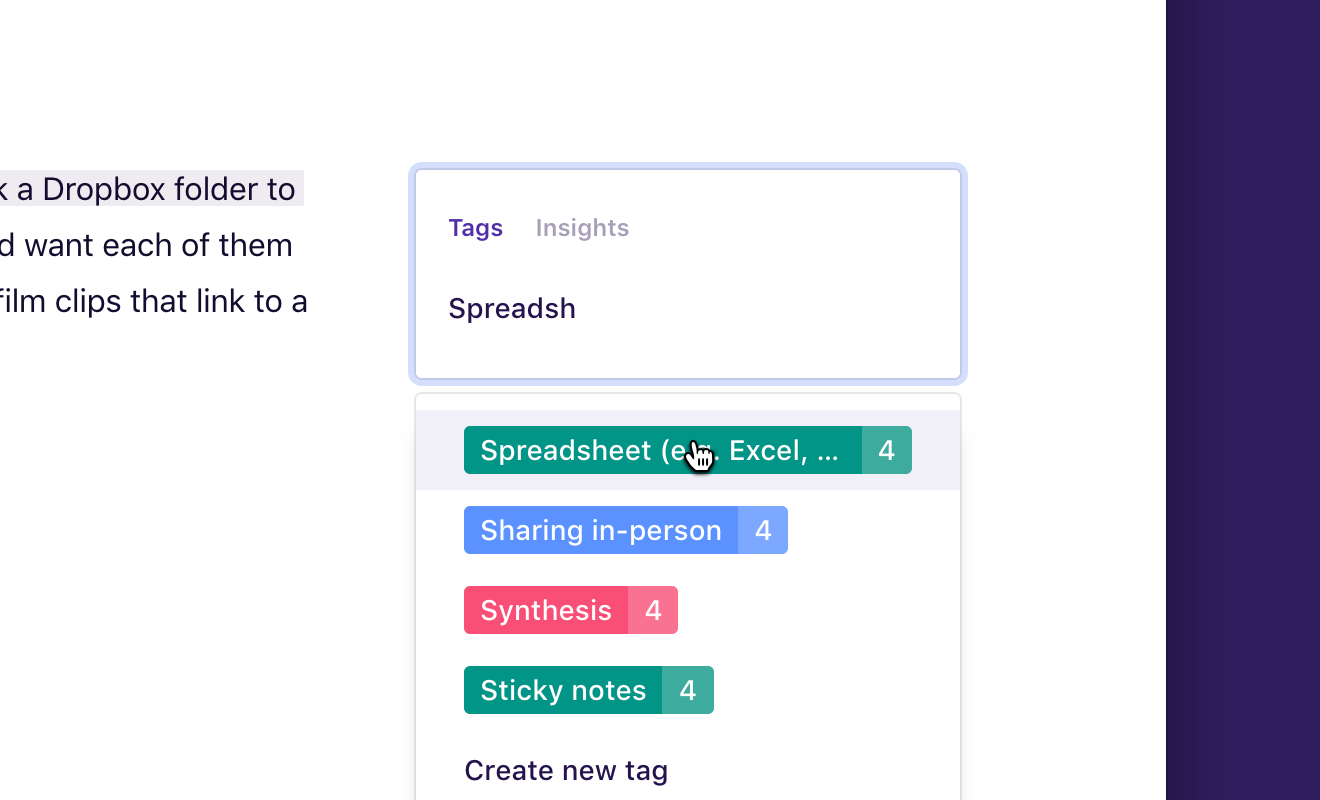 a Dropbox folder to
want each of them
film clips that link to a
Tags Insights
Spreadsh
Spreadsheet (e.g. Excel, ... 4
Sharing in-person 4
Synthesis 4
Sticky notes 4
Create new tag